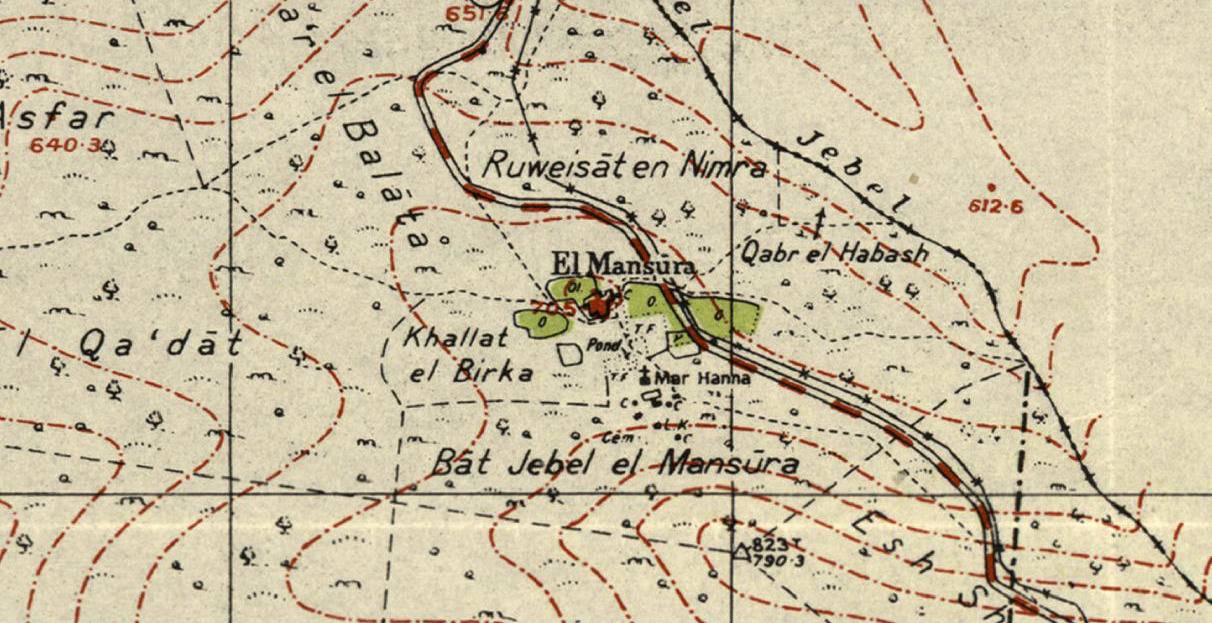 651·6
el
ar el Balāta
Asfar
640·3
Ruweisāt en Nimra
Jebel
612·6
Qabr el Habash
El Mansūra
Ol.
O.
O.
705
C
Khallat
el Birka
O
T.F.
Pond
V
l Qa'dāt
T.F.
Mar Hanna
C
C
L.K.
Cem
C
Bāt Jebel el Mansūra
Esh
Sh
823T
790·3